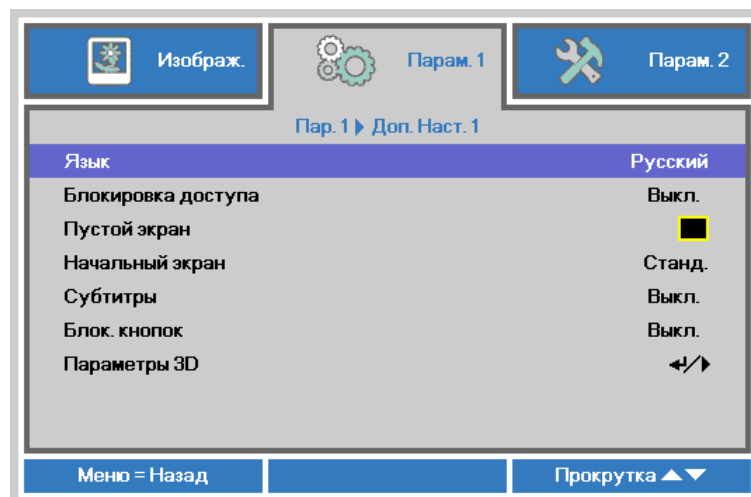 Изображ.
Парам. 1
Парам. 2
Пар. 1 Доп. Наст. 1
Язык Русский
Блокировка доступа Выкл.
Пустой экран
Начальный экран Станд.
Субтитры Выкл.
Блок. кнопок Выкл.
Параметры 3D
Меню = Назад
Прокрутка